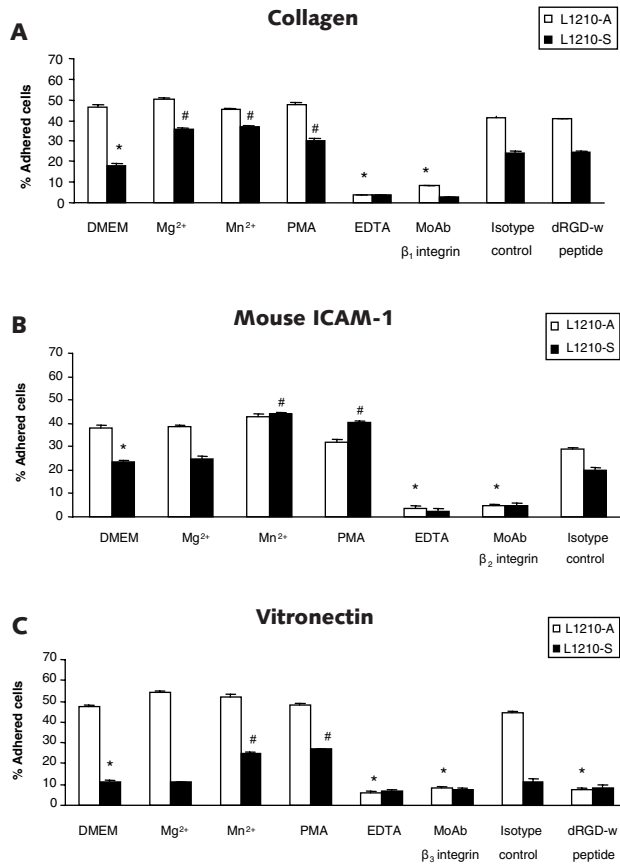 A
Collagen
L1210-A
L1210-S
% Adhered cells
70
60
50
40
30
20
10
0
*
#
#
#
*
*
DMEM
Mg²⁺
Mn²⁺
PMA
EDTA
MoAb
β₁ integrin
Isotype
control
dRGD-w
peptide
B
Mouse ICAM-1
L1210-A
L1210-S
% Adhered cells
70
60
50
40
30
20
10
0
*
#
#
*
*
DMEM
Mg²⁺
Mn²⁺
PMA
EDTA
MoAb
β₂ integrin
Isotype
control
C
Vitronectin
L1210-A
L1210-S
% Adhered cells
70
60
50
40
30
20
10
0
*
#
#
*
*
*
DMEM
Mg²⁺
Mn²⁺
PMA
EDTA
MoAb
β₃ integrin
Isotype
control
dRGD-w
peptide